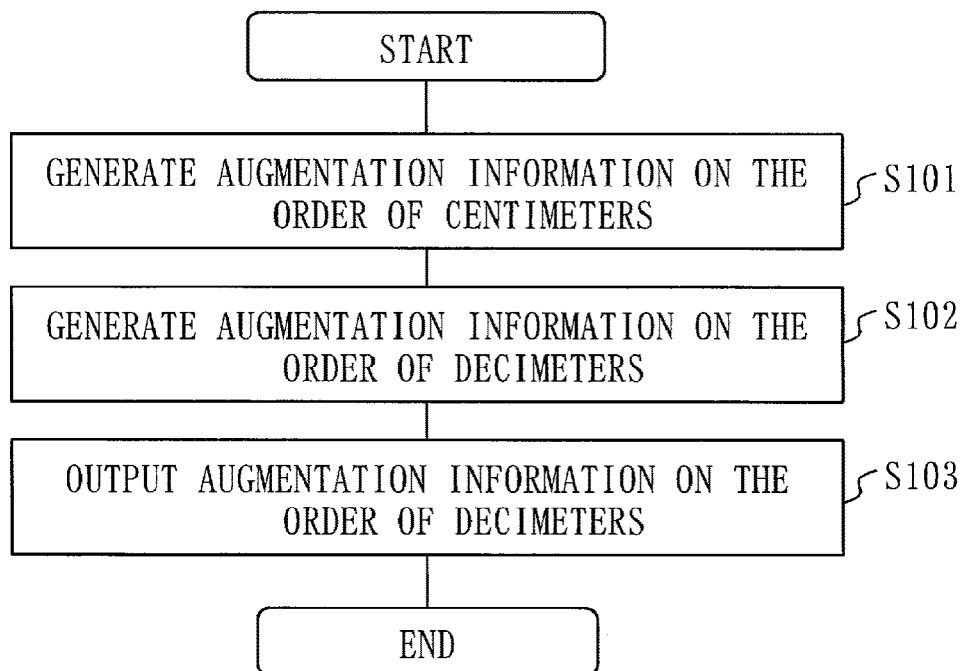 START
GENERATE AUGMENTATION INFORMATION ON THE
ORDER OF CENTIMETERS
S101
GENERATE AUGMENTATION INFORMATION ON THE
ORDER OF DECIMETERS
S102
OUTPUT AUGMENTATION INFORMATION ON THE
ORDER OF DECIMETERS
S103
END